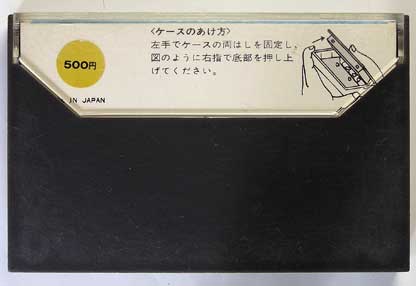 〈ケースのあけ方〉
左手でケースの両はしを固定し、
図のように右指で底部を押し上
げてください。
500円
IN JAPAN